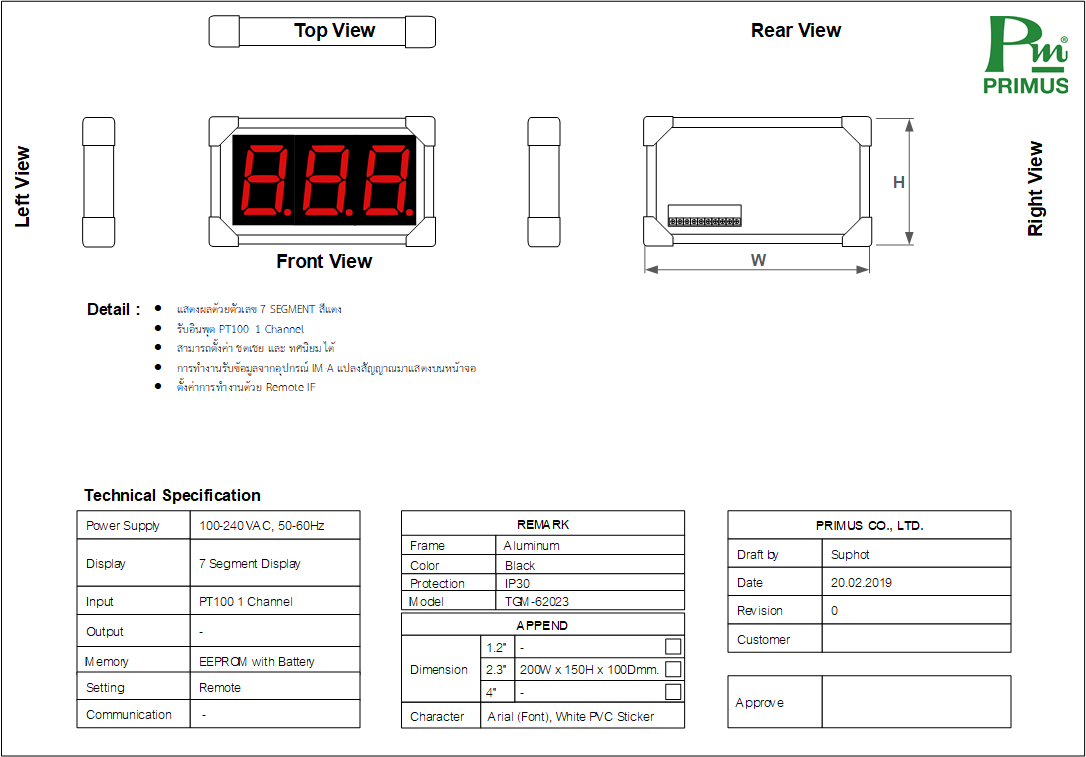 Top View
Rear View
Pm®
PRIMUS
Left View
8.8.8.
H
Right View
Front View
W
Detail :
● แสดงผลด้วยตัวเลข 7 SEGMENT สีแดง
● รับอินพุต PT100 1 Channel
● สามารถตั้งค่า ชดเชย และ ทศนิยม ได้
● การทำงานรับข้อมูลจากอุปกรณ์ IM-A แปลงสัญญาณมาแสดงบนหน้าจอ
● ตั้งค่าการทำงานด้วย Remote IF
Technical Specification
Power Supply 100-240 VAC, 50-60Hz
Display 7 Segment Display
Input PT100 1 Channel
Output -
Memory EEPROM with Battery
Setting Remote
Communication -
REMARK
Frame Aluminum
Color Black
Protection IP30
Model TGM-62023
APPEND
Dimension
1.2" -
2.3" 200W x 150H x 100Dmm.
4" -
Character Arial (Font), White PVC Sticker
PRIMUS CO., LTD.
Draft by Suphot
Date 20.02.2019
Revision 0
Customer
Approve